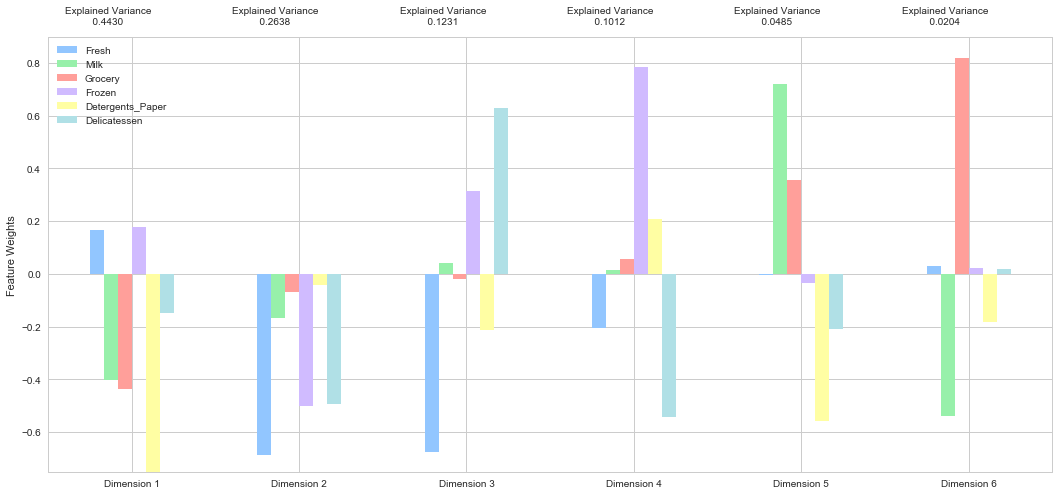 Explained Variance
0.4430
Explained Variance
0.2638
Explained Variance
0.1231
Explained Variance
0.1012
Explained Variance
0.0485
Explained Variance
0.0204
Fresh
Milk
Grocery
Frozen
Detergents_Paper
Delicatessen
Feature Weights
0.8
0.6
0.4
0.2
0.0
−0.2
−0.4
−0.6
Dimension 1
Dimension 2
Dimension 3
Dimension 4
Dimension 5
Dimension 6